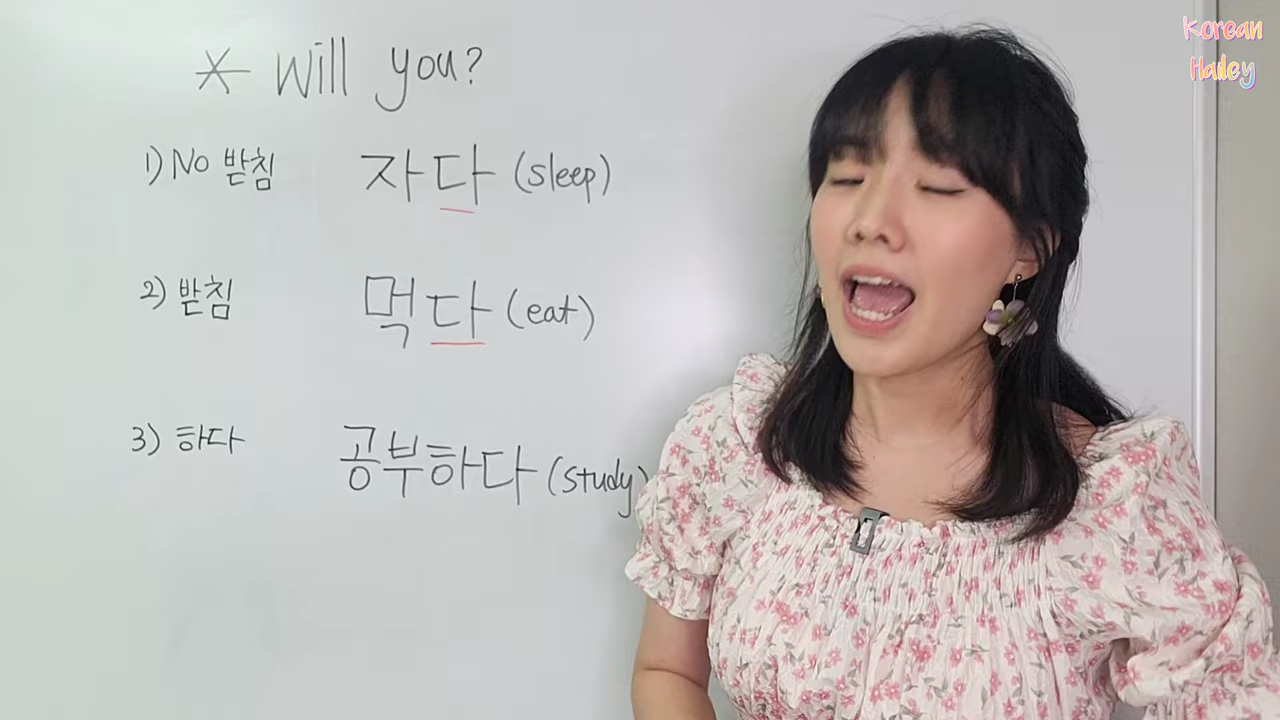 * Will you?
1) No 받침 자다 (sleep)
2) 받침 먹다 (eat)
3) 하다 공부하다 (study)
Korean
Hailey